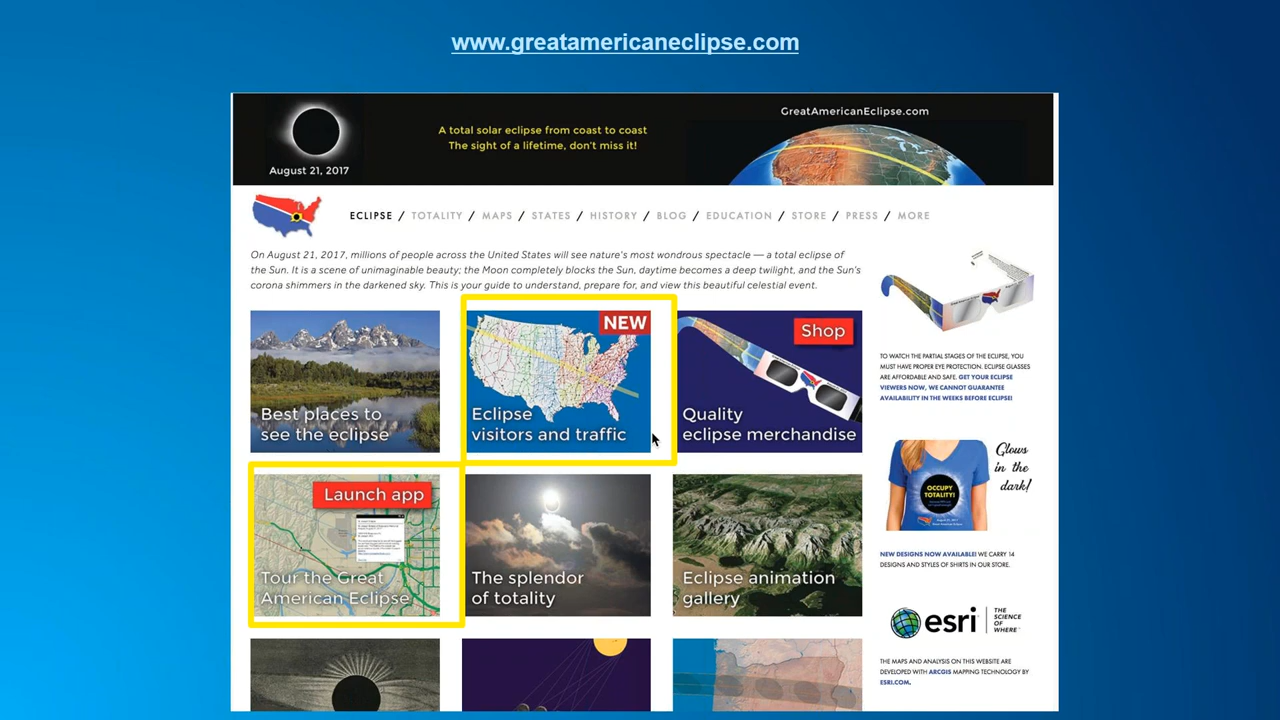 www.greatamericaneclipse.com
GreatAmericanEclipse.com
A total solar eclipse from coast to coast
The sight of a lifetime, don't miss it!
August 21, 2017
ECLIPSE / TOTALITY / MAPS / STATES / HISTORY / BLOG / EDUCATION / STORE / PRESS / MORE
On August 21, 2017, millions of people across the United States will see nature's most wondrous spectacle — a total eclipse of
the Sun. It is a scene of unimaginable beauty; the Moon completely blocks the Sun, daytime becomes a deep twilight, and the Sun's
corona shimmers in the darkened sky. This is your guide to understand, prepare for, and view this beautiful celestial event.
Best places to
see the eclipse
NEW
Eclipse
visitors and traffic
Shop
Quality
eclipse merchandise
Launch app
Tour the Great
American Eclipse
The splendor
of totality
Eclipse animation
gallery
TO WATCH THE PARTIAL STAGES OF THE ECLIPSE, YOU
MUST HAVE PROPER EYE PROTECTION. ECLIPSE GLASSES
ARE AFFORDABLE AND SAFE. GET YOUR ECLIPSE
VIEWERS NOW, WE CANNOT GUARANTEE
AVAILABILITY IN THE WEEKS BEFORE ECLIPSE!
Glows
in the
dark!
OCCUPY
TOTALITY!
NEW DESIGNS NOW AVAILABLE! WE CARRY 14
DESIGNS AND STYLES OF SHIRTS IN OUR STORE.
esri
THE
SCIENCE
OF
WHERE
THE MAPS AND ANALYSIS ON THIS WEBSITE ARE
DEVELOPED WITH ARCGIS MAPPING TECHNOLOGY BY
ESRI.COM.